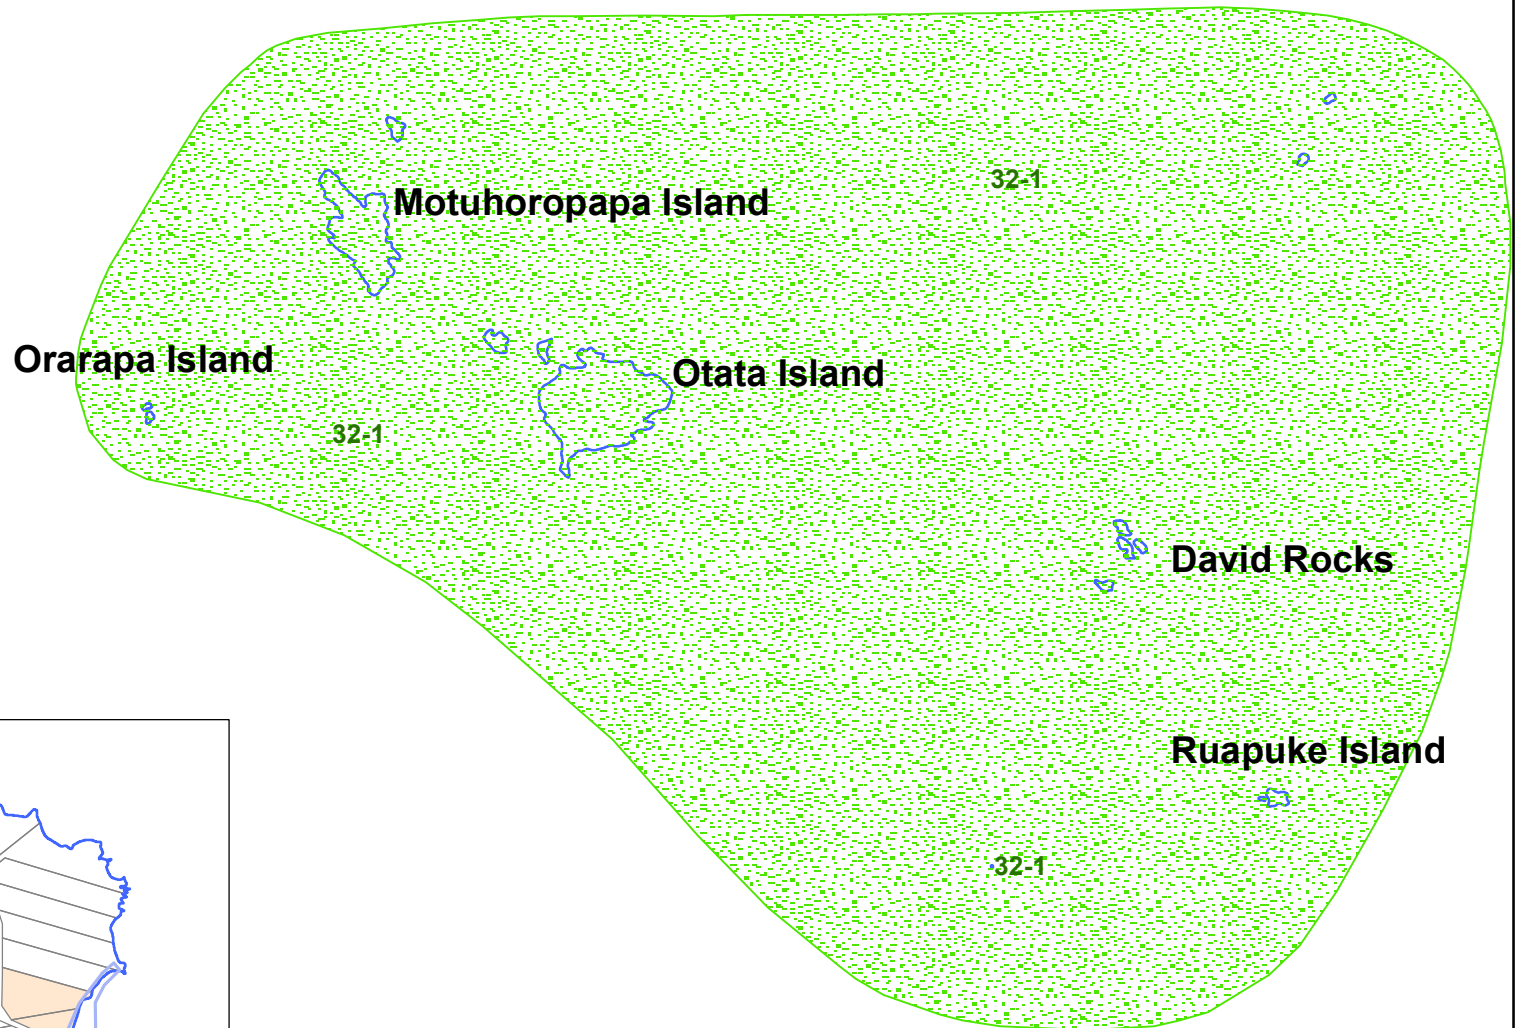 32-1
Motuhoropapa Island
Orarapa Island
Otata Island
32-1
David Rocks
Ruapuke Island
32-1